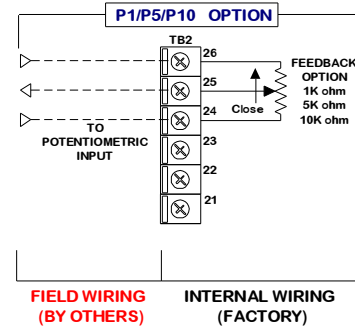 P1/P5/P10 OPTION
TB2
26
25
24
23
22
21
FEEDBACK
OPTION
1K ohm
5K ohm
10K ohm
Close
TO
POTENTIOMETRIC
INPUT
FIELD WIRING
(BY OTHERS)
INTERNAL WIRING
(FACTORY)